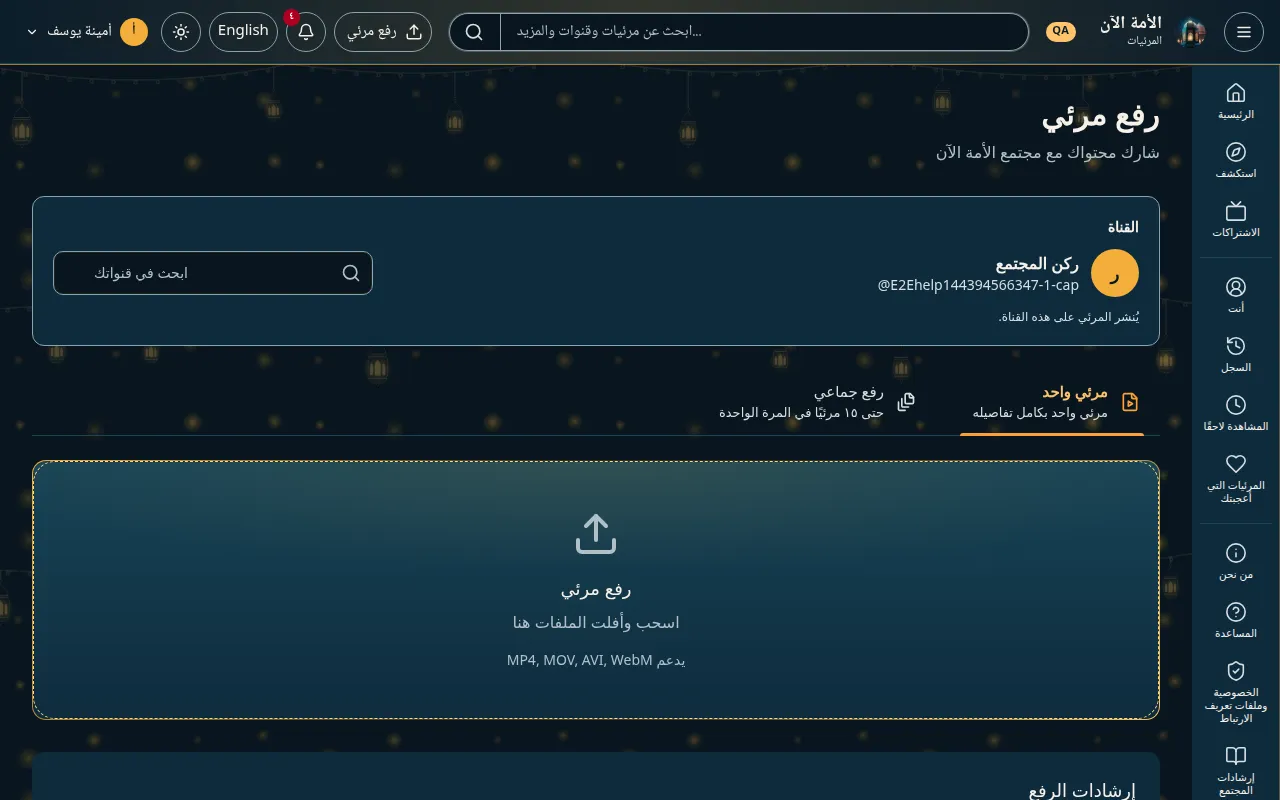 الأمة الآن
المرئيات
QA
ابحث عن مرئيات وقنوات والمزيد...
رفع مرئي
٤
English
أ
أمينة يوسف
الرئيسية
استكشف
الاشتراكات
أنت
السجل
المشاهدة لاحقًا
المرئيات التي
أعجبتك
من نحن
المساعدة
الخصوصية
وملفات تعريف
الارتباط
إرشادات
المجتمع
رفع مرئي
شارك محتواك مع مجتمع الأمة الآن
القناة
ر
ركن المجتمع
@E2Ehelp144394566347-1-cap
يُنشر المرئي على هذه القناة.
ابحث في قنواتك
مرئي واحد
مرئي واحد بكامل تفاصيله
رفع جماعي
حتى ١٥ مرئيًا في المرة الواحدة
رفع مرئي
اسحب وأفلت الملفات هنا
يدعم MP4, MOV, AVI, WebM
إرشادات الرفع